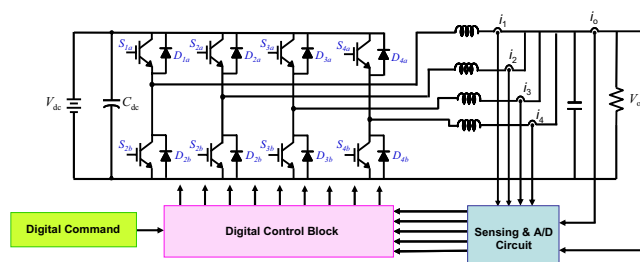 i1
io
S1a
D1a
S2a
D2a
S3a
D3a
S4a
D4a
i2
i3
i4
Vdc
Cdc
Vo
S1b
D2b
S2b
D2b
S3b
D3b
S4b
D4b
Digital Command
Digital Control Block
Sensing & A/D
Circuit